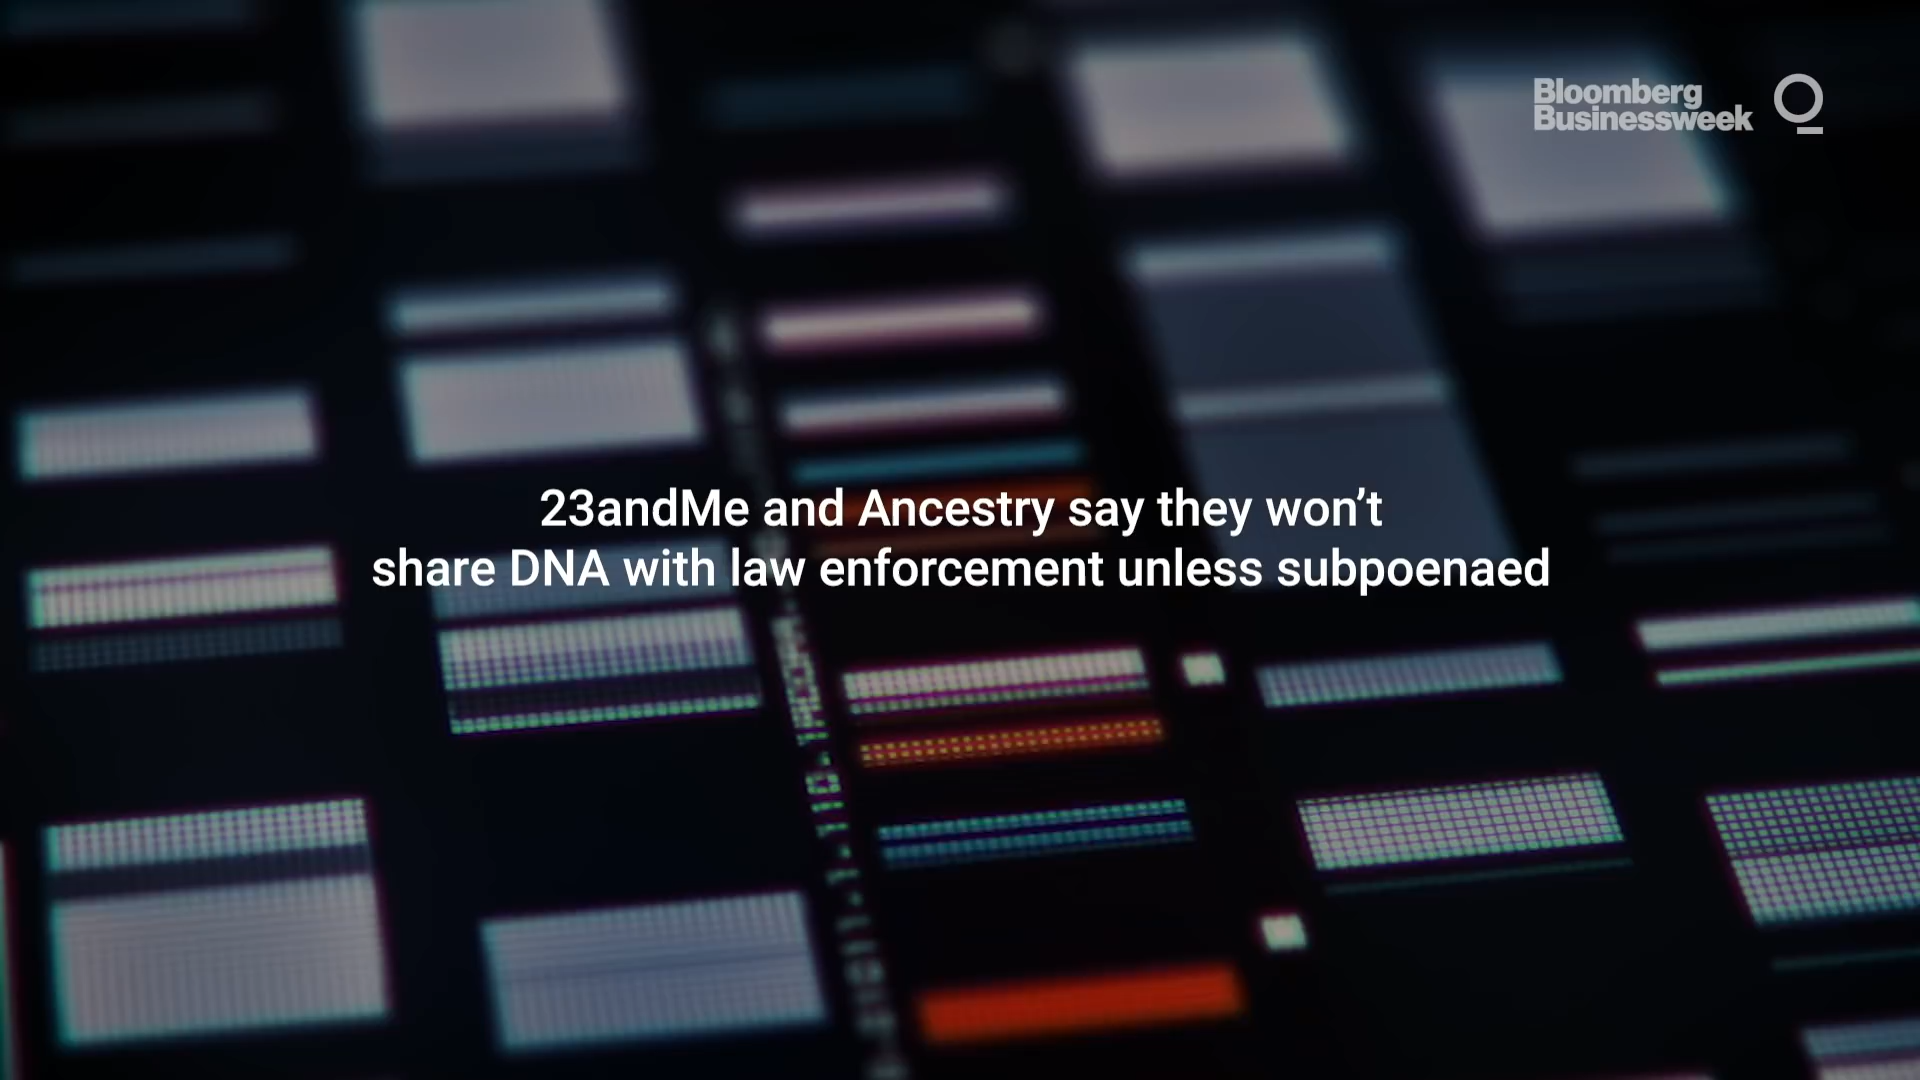 Bloomberg
Businessweek
23andMe and Ancestry say they won’t
share DNA with law enforcement unless subpoenaed